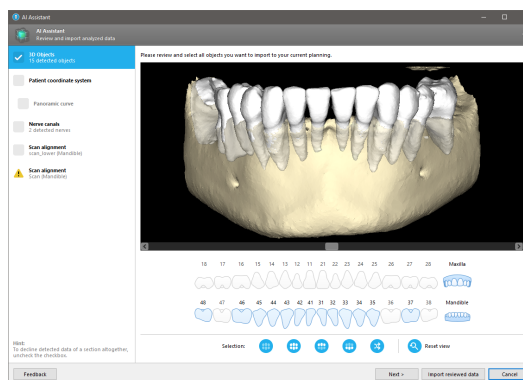 AI Assistant
AI Assistant
Review and import analyzed data
3D Objects
15 detected objects
Patient coordinate system
Panoramic curve
Nerve canals
2 detected nerves
Scan alignment
scan_lower (Mandible)
Scan alignment
Scan (Mandible)
Hint:
To decline detected data of a section altogether,
uncheck the checkbox.
Please review and select all objects you want to import to your current planning.
18 17 16 15 14 13 12 11 21 22 23 24 25 26 27 28 Maxilla
48 47 46 45 44 43 42 41 31 32 33 34 35 36 37 38 Mandible
Selection:
Reset view
Feedback
Next >
Import reviewed data
Cancel